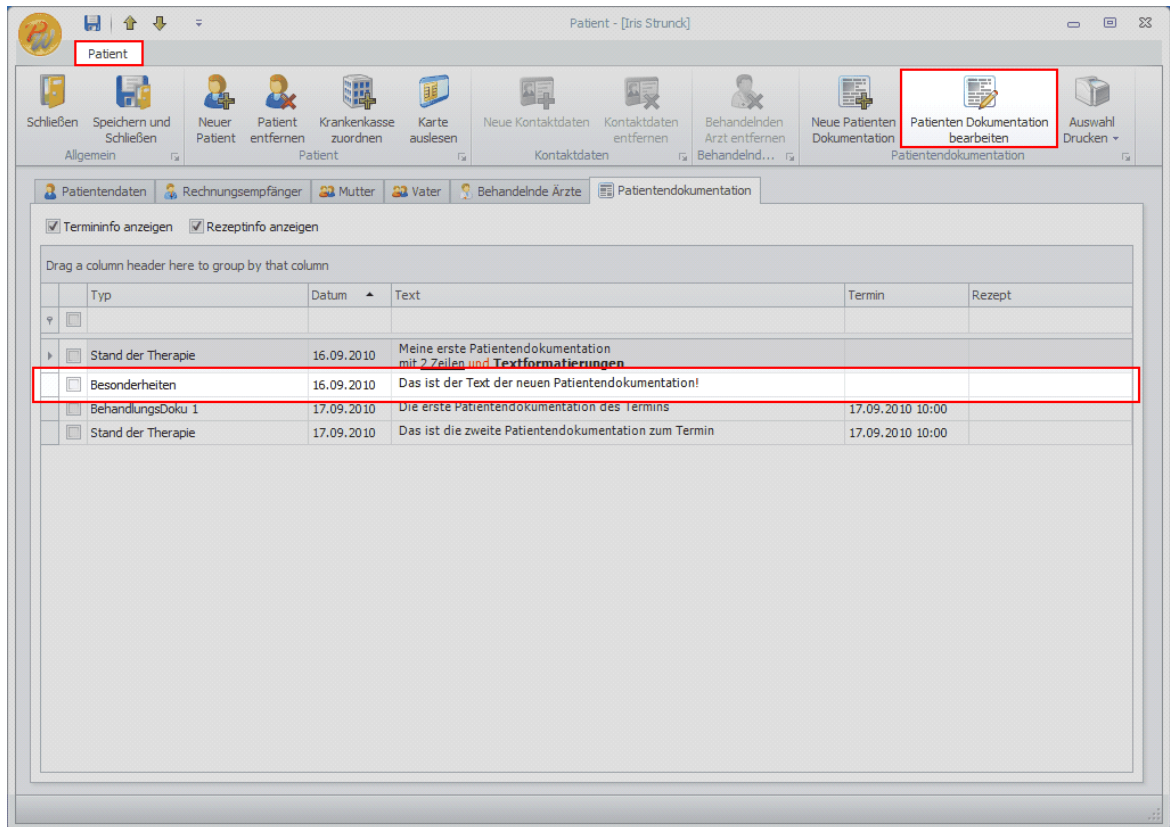 Patient - [Iris Strunck]
Patient
Schließen
Speichern und
Schließen
Neuer
Patient
Patient
entfernen
Krankenkasse
zuordnen
Karte
auslesen
Neue Kontaktdaten
Kontaktdaten
entfernen
Behandelnden
Arzt entfernen
Neue Patienten
Dokumentation
Patienten Dokumentation
bearbeiten
Auswahl
Drucken
Allgemein
Patient
Kontaktdaten
Behandelnd...
Patientendokumentation
Patientendaten Rechnungsempfänger Mutter Vater Behandelnde Ärzte Patientendokumentation
Termininfo anzeigen Rezeptinfo anzeigen
Drag a column header here to group by that column
Typ Datum Text Termin Rezept
Stand der Therapie 16.09.2010 Meine erste Patientendokumentation
mit 2 Zeilen und Textformatierungen
Besonderheiten 16.09.2010 Das ist der Text der neuen Patientendokumentation!
BehandlungsDoku 1 17.09.2010 Die erste Patientendokumentation des Termins 17.09.2010 10:00
Stand der Therapie 17.09.2010 Das ist die zweite Patientendokumentation zum Termin 17.09.2010 10:00